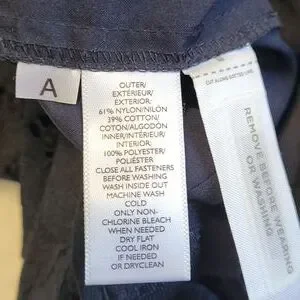 A
OUTER/
EXTÉRIEUR/
EXTERIOR:
61% NYLON/NILÓN
39% COTTON/
COTON/ALGODÓN
INNER/INTÉRIEUR/
INTERIOR:
100% POLYESTER/
POLIÉSTER
CLOSE ALL FASTENERS
BEFORE WASHING
WASH INSIDE OUT
MACHINE WASH
COLD
ONLY NON-
CHLORINE BLEACH
WHEN NEEDED
DRY FLAT
COOL IRON
IF NEEDED
OR DRYCLEAN
REMOVE BEFORE WEARING
OR WASHING